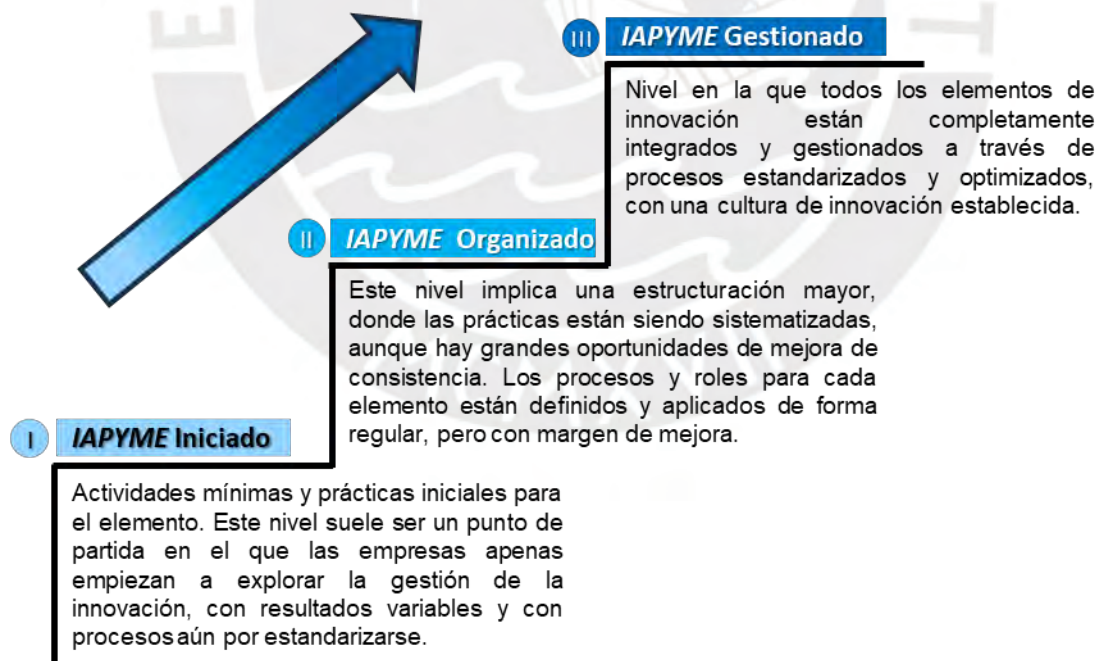 III IAPYME Gestionado
Nivel en la que todos los elementos de
innovación están completamente
integrados y gestionados a través de
procesos estandarizados y optimizados,
con una cultura de innovación establecida.
II IAPYME Organizado
Este nivel implica una estructuración mayor,
donde las prácticas están siendo sistematizadas,
aunque hay grandes oportunidades de mejora de
consistencia. Los procesos y roles para cada
elemento están definidos y aplicados de forma
regular, pero con margen de mejora.
I IAPYME Iniciado
Actividades mínimas y prácticas iniciales para
el elemento. Este nivel suele ser un punto de
partida en el que las empresas apenas
empiezan a explorar la gestión de la
innovación, con resultados variables y con
procesos aún por estandarizarse.